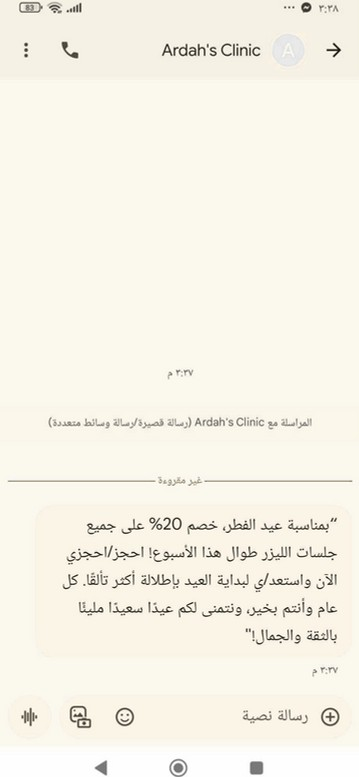 83
٣:٣٨
Ardah's Clinic
A
٣:٣٧ م
المراسلة مع Ardah's Clinic (رسالة قصيرة/رسالة وسائط متعددة)
غير مقروءة
“بمناسبة عيد الفطر، خصم 20% على جميع
جلسات الليزر طوال هذا الأسبوع! احجز/احجزي
الآن واستعد/ي لبداية العيد بإطلالة أكثر تألقًا. كل
عام وأنتم بخير، ونتمنى لكم عيدًا سعيدًا مليئًا
بالثقة والجمال!"
٣:٣٧ م
رسالة نصية